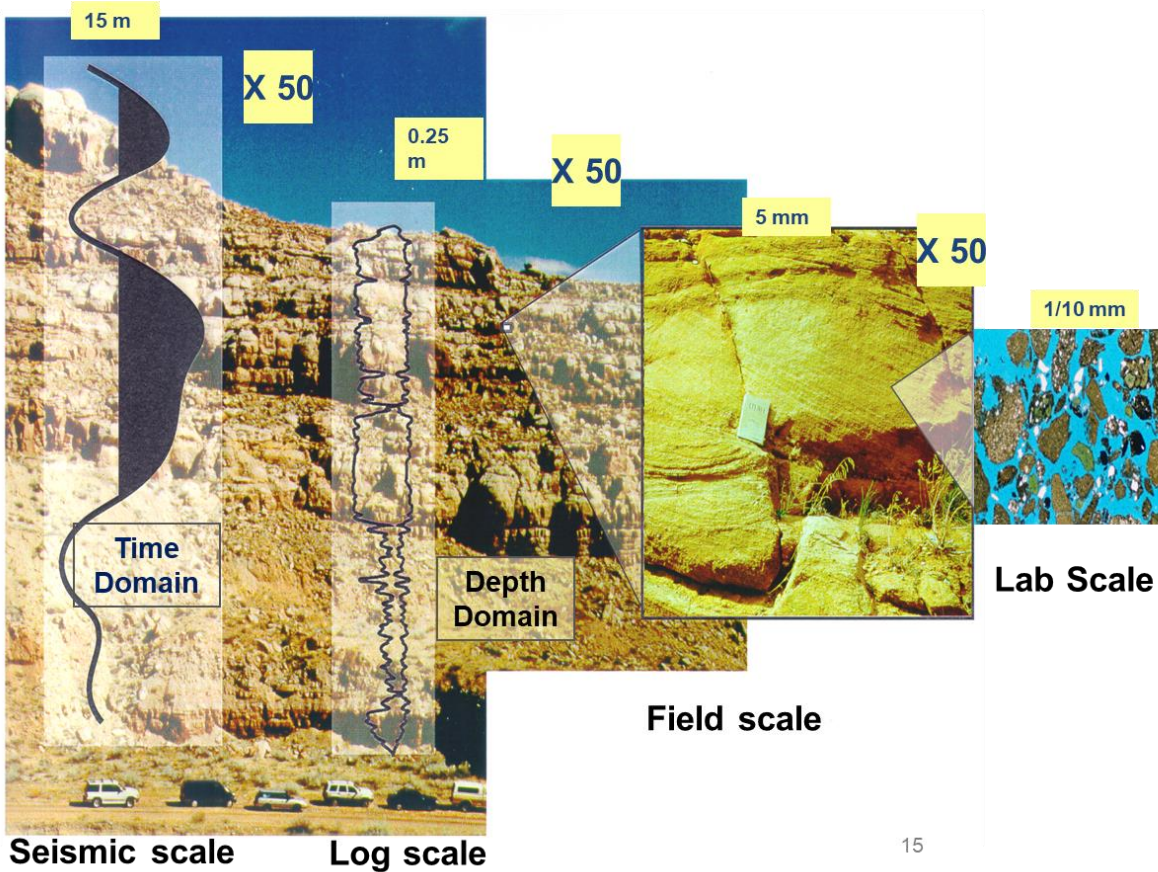 15 m
X 50
0.25
m
X 50
5 mm
X 50
1/10 mm
Time
Domain
Depth
Domain
Lab Scale
Field scale
Seismic scale
Log scale
15